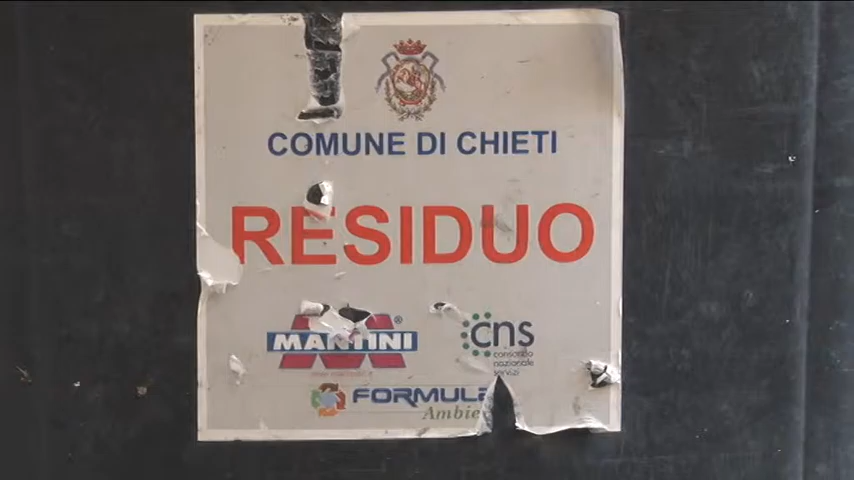 COMUNE DI CHIETI
RESIDUO
MARTINI®
cns
consorzio
nazionale
servizi
FORMULA
Ambie